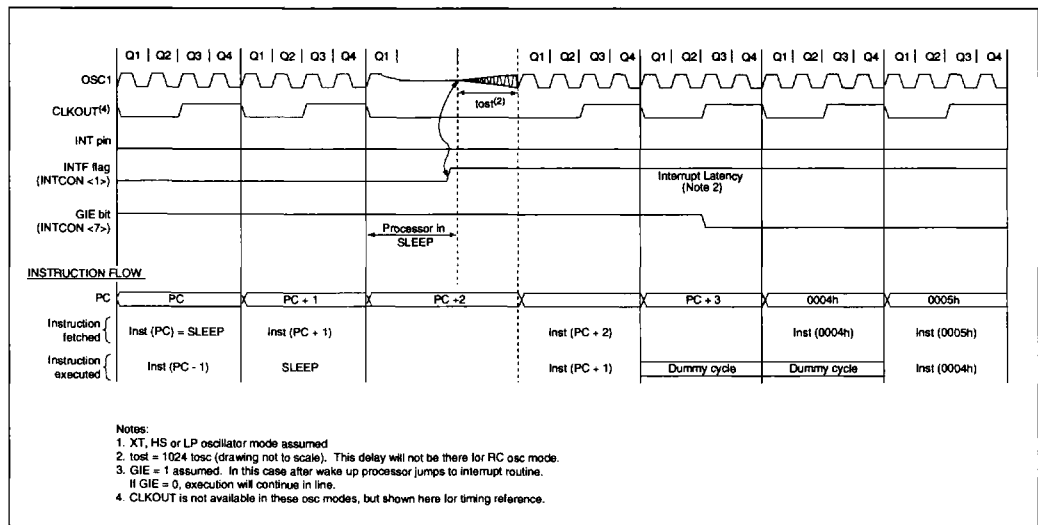 Q1 | Q2 | Q3 | Q4 Q1 | Q2 | Q3 | Q4 Q1 | Q1 | Q2 | Q3 | Q4 Q1 | Q2 | Q3 | Q4 Q1 | Q2 | Q3 | Q4 Q1 | Q2 | Q3 | Q4
OSC1
tost(2)
CLKOUT(4)
INT pin
INTF flag
(INTCON <1>)
Interrupt Latency
(Note 2)
GIE bit
(INTCON <7>)
Processor in
SLEEP
INSTRUCTION FLOW
PC PC PC + 1 PC +2 PC + 3 0004h 0005h
Instruction
fetched
Inst (PC) = SLEEP Inst (PC + 1) Inst (PC + 2) Inst (0004h) Inst (0005h)
Instruction
executed
Inst (PC - 1) SLEEP Inst (PC + 1) Dummy cycle Dummy cycle Inst (0004h)
Notes:
1. XT, HS or LP oscillator mode assumed
2. tost = 1024 tosc (drawing not to scale). This delay will not be there for RC osc mode.
3. GIE = 1 assumed. In this case after wake up processor jumps to interrupt routine.
If GIE = 0, execution will continue in line.
4. CLKOUT is not available in these osc modes, but shown here for timing reference.